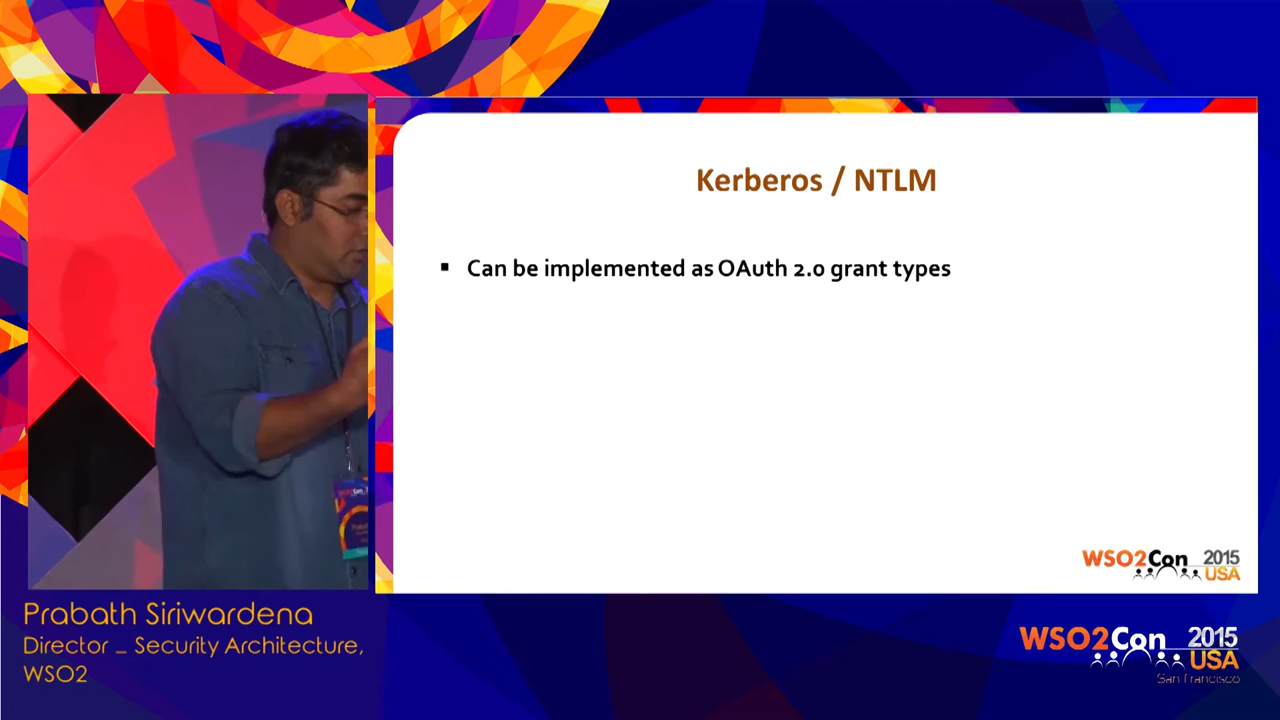 Kerberos / NTLM
▪ Can be implemented as OAuth 2.0 grant types
WSO2Con 2015
USA
Prabath Siriwardena
Director _ Security Architecture,
WSO2
WSO2Con 2015
USA
San Francisco